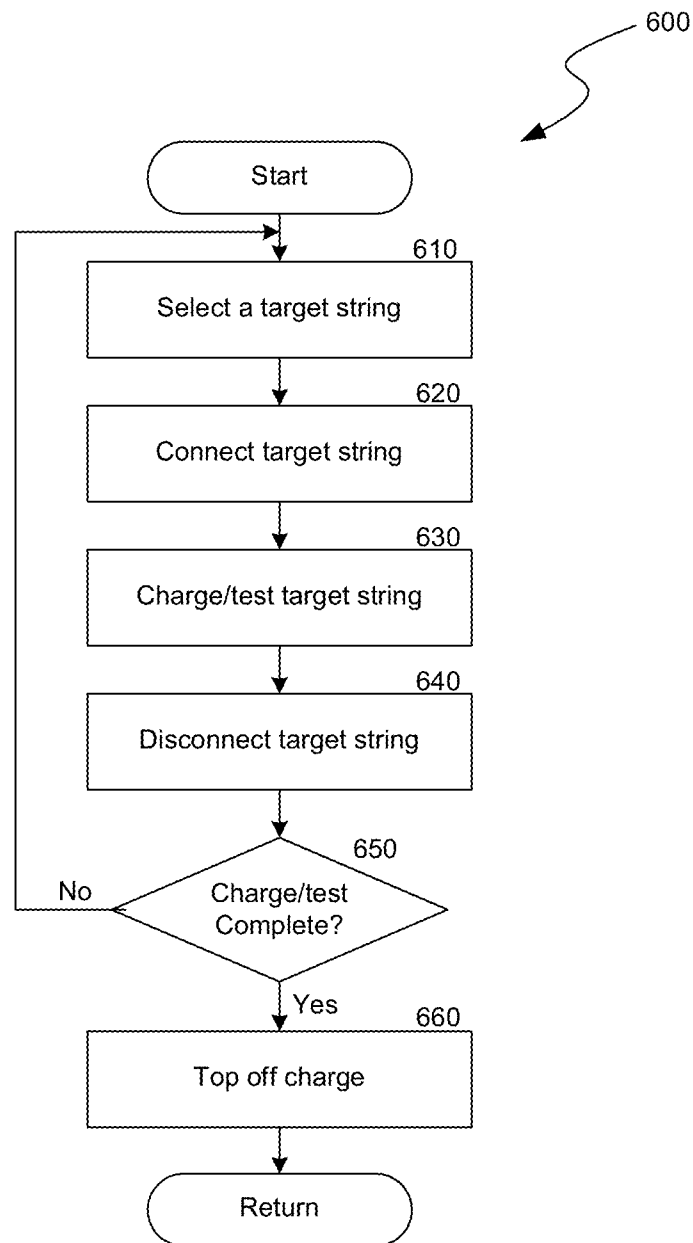 600
Start
610
Select a target string
620
Connect target string
630
Charge/test target string
640
Disconnect target string
650
Charge/test
Complete?
No
Yes
660
Top off charge
Return